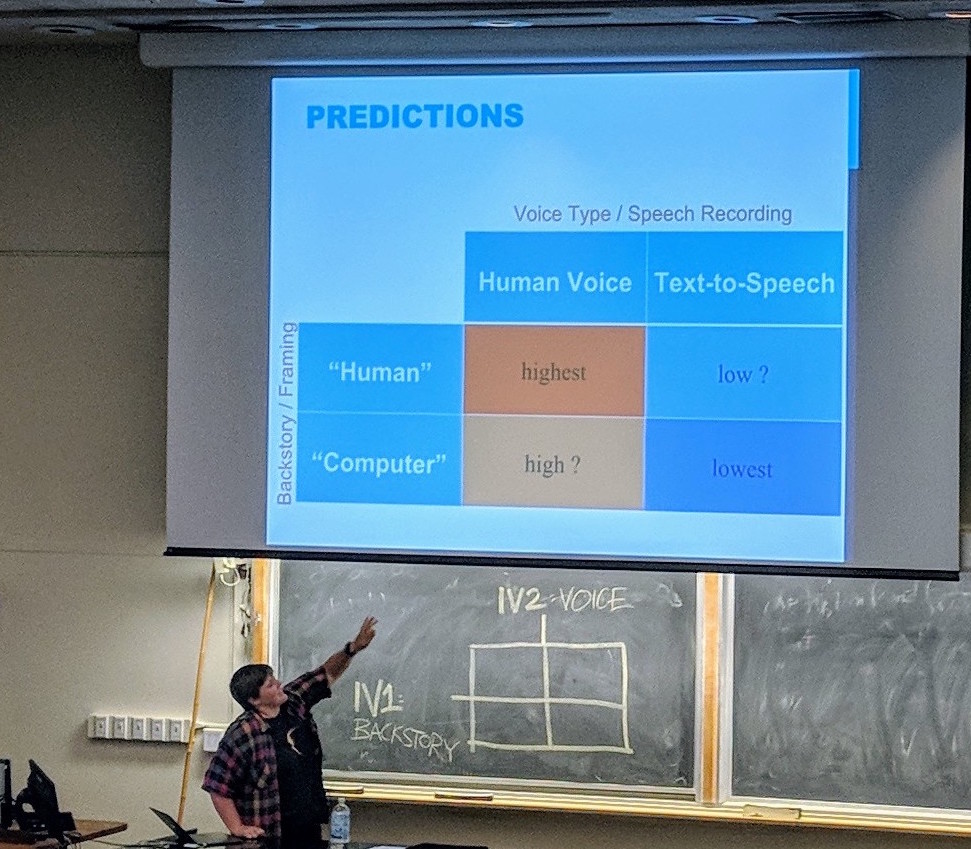 PREDICTIONS
Voice Type / Speech Recording
Human Voice
Text-to-Speech
Backstory / Framing
“Human”
highest
low ?
“Computer”
high ?
lowest
IV2=VOICE
IV1:
BACKSTORY